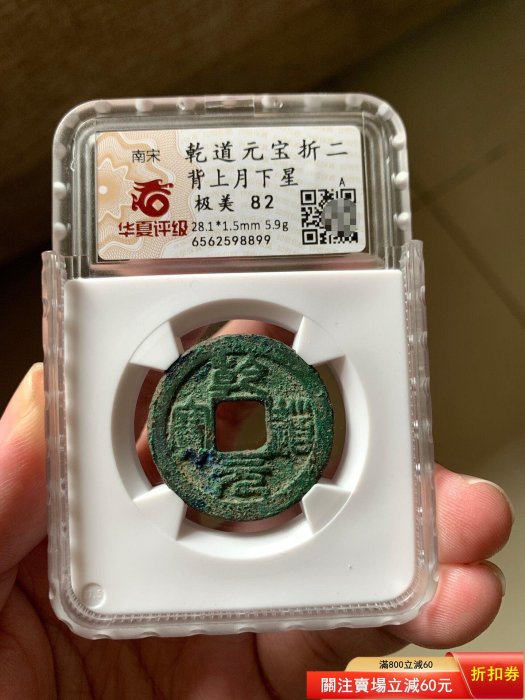 南宋
华夏评级
乾道元宝折二
背上月下星
极美 82
28.1*1.5mm 5.9g
6562598899
A
乾道元寶
滿800立減60
關注賣場立減60元
折扣券